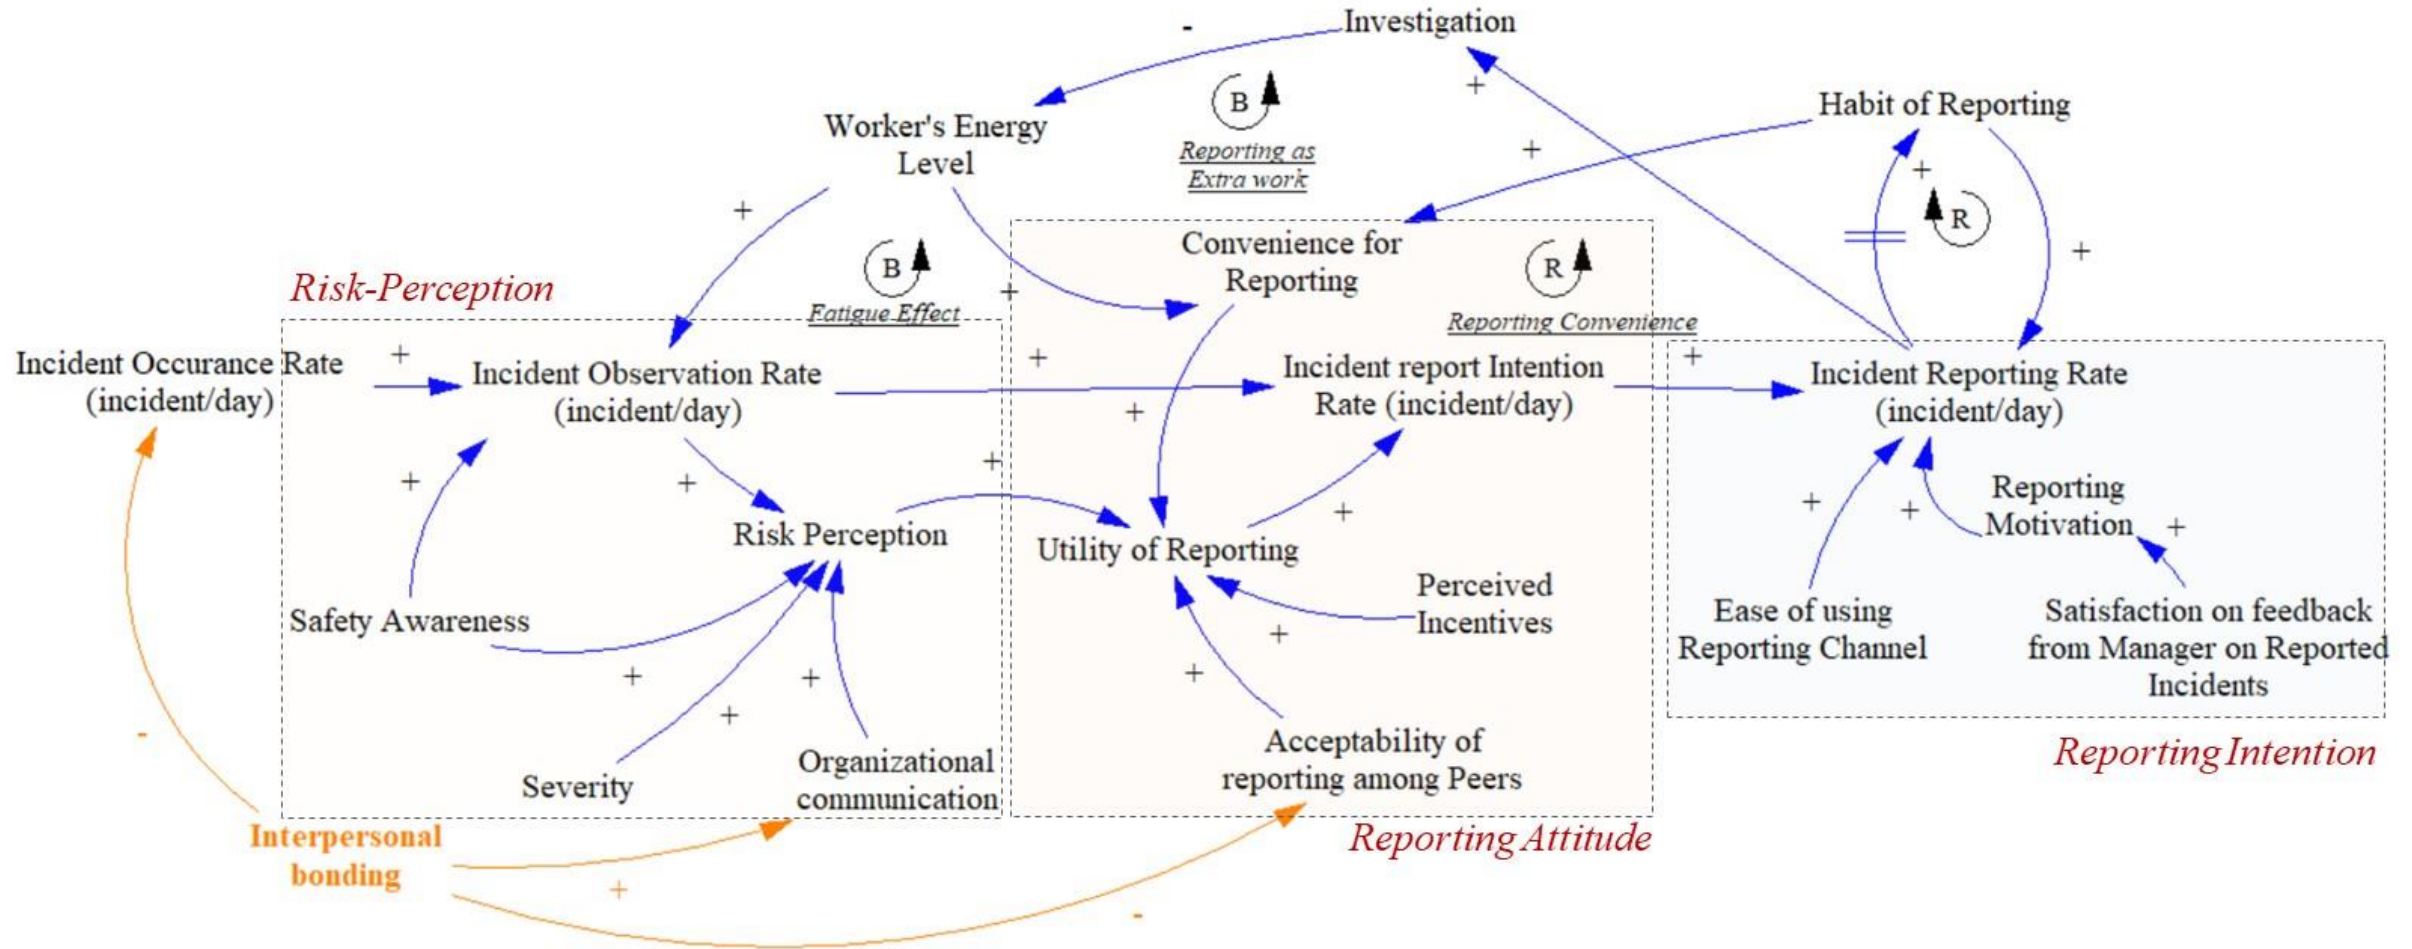 Investigation
-
+
B
Reporting as
Extra work
Habit of Reporting
+
Worker's Energy
Level
+
+
R
+
Convenience for
Reporting
R
Reporting Convenience
B
Fatigue Effect
+
Risk-Perception
Incident Occurance Rate
(incident/day)
+
Incident Observation Rate
(incident/day)
+
+
Incident report Intention
Rate (incident/day)
+
Incident Reporting Rate
(incident/day)
+
+
+
Risk Perception
Utility of Reporting
+
Perceived
Incentives
+
+
+
Reporting
Motivation
+
Safety Awareness
+
+
+
+
Ease of using
Reporting Channel
Satisfaction on feedback
from Manager on Reported
Incidents
Severity
Organizational
communication
Acceptability of
reporting among Peers
Reporting Intention
Reporting Attitude
-
Interpersonal
bonding
+
-